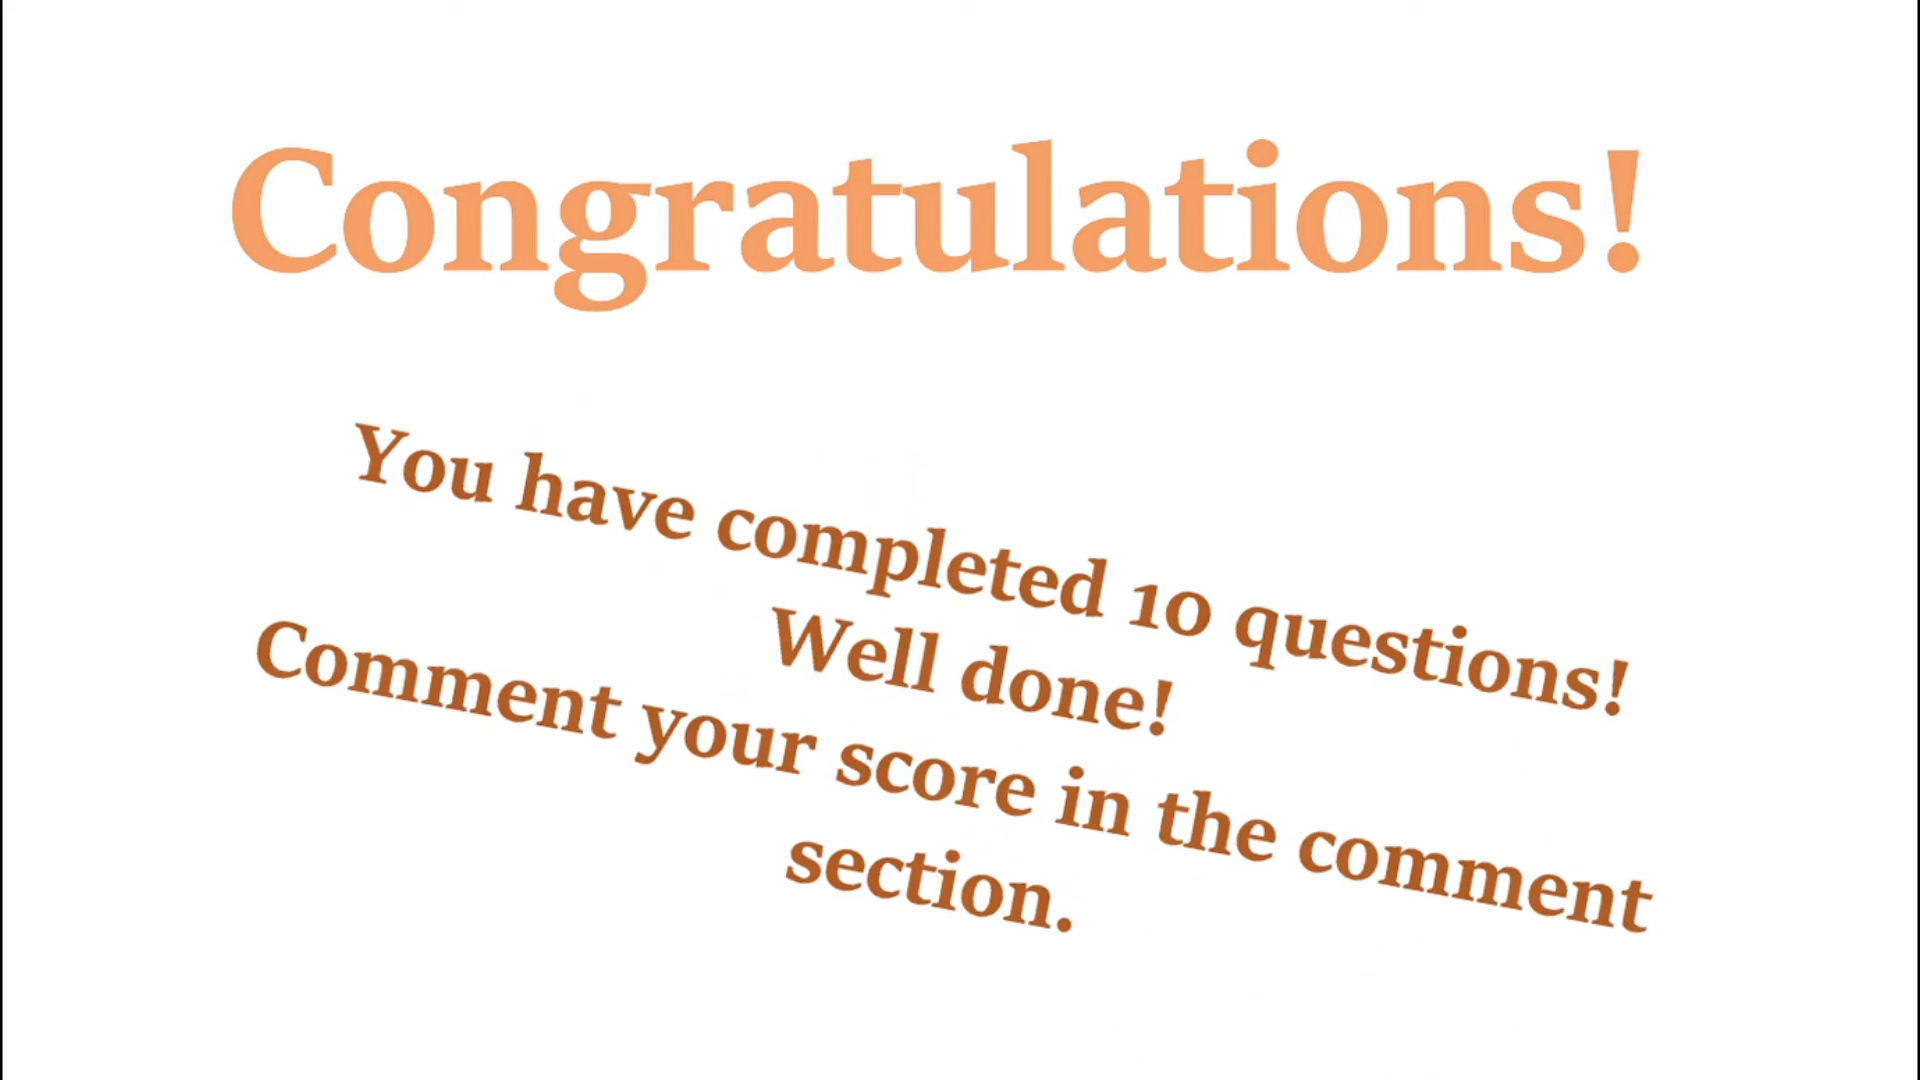 Congratulations!
You have completed 10 questions!
Well done!
Comment your score in the comment
section.